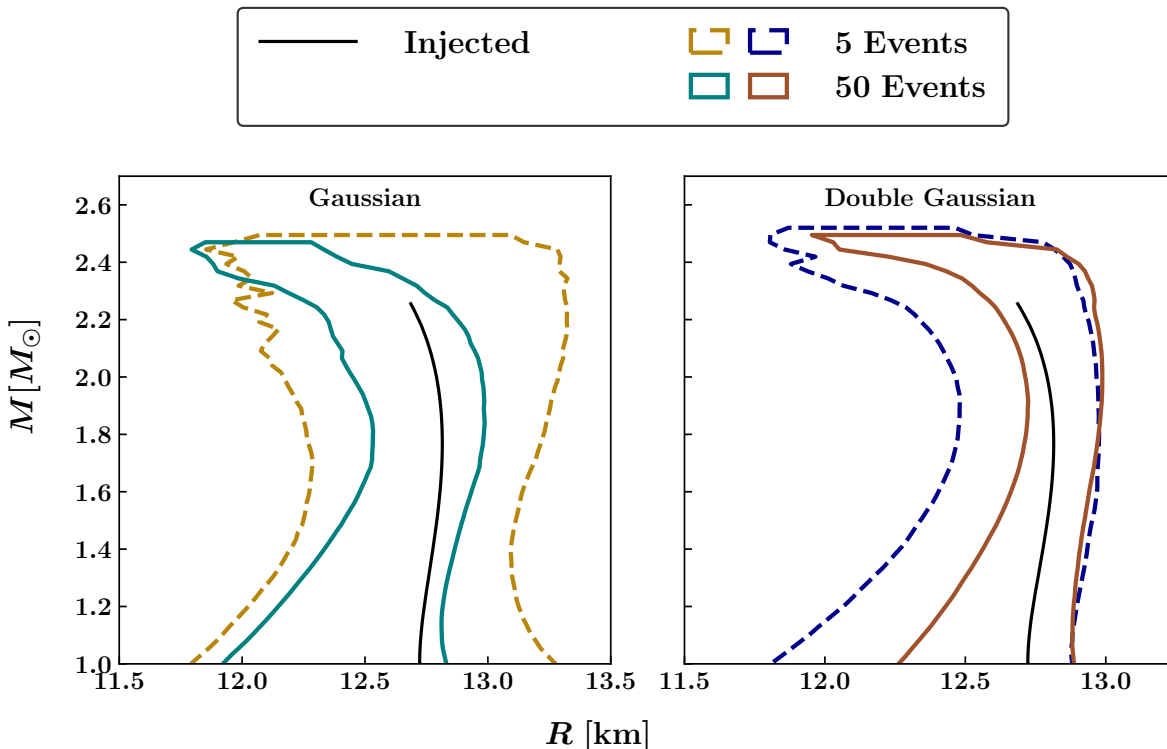 Injected
5 Events
50 Events
Gaussian
Double Gaussian
M [M⊙]
2.6
2.4
2.2
2.0
1.8
1.6
1.4
1.2
1.0
11.5 12.0 12.5 13.0 13.5
11.5 12.0 12.5 13.0
R [km]